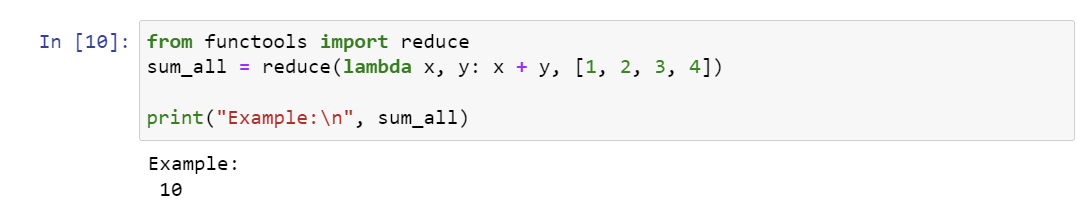 In [10]: from functools import reduce
sum_all = reduce(lambda x, y: x + y, [1, 2, 3, 4])
print("Example:\n", sum_all)
Example:
10